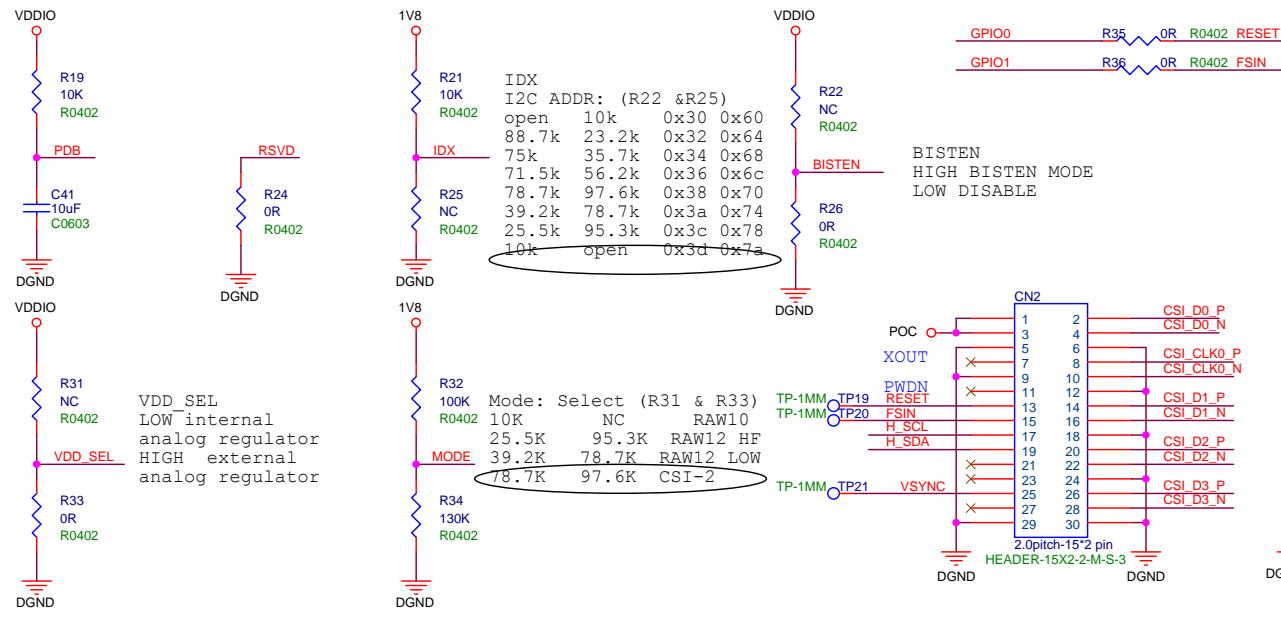 VDDIO
R19
10K
R0402
PDB
C41
10uF
C0603
DGND
RSVD
R24
0R
R0402
DGND
1V8
R21
10K
R0402
IDX
R25
NC
R0402
DGND
IDX
I2C ADDR: (R22 &R25)
open 10k 0x30 0x60
88.7k 23.2k 0x32 0x64
75k 35.7k 0x34 0x68
71.5k 56.2k 0x36 0x6c
78.7k 97.6k 0x38 0x70
39.2k 78.7k 0x3a 0x74
25.5k 95.3k 0x3c 0x78
10k open 0x3d 0x7a
VDDIO
R22
NC
R0402
BISTEN
R26
0R
R0402
DGND
BISTEN
HIGH BISTEN MODE
LOW DISABLE
GPIO0 R35 0R R0402 RESET
GPIO1 R36 0R R0402 FSIN
VDDIO
R31
NC
R0402
VDD_SEL
R33
0R
R0402
DGND
VDD_SEL
LOW internal
analog regulator
HIGH external
analog regulator
1V8
R32
100K
R0402
MODE
R34
130K
R0402
DGND
Mode: Select (R31 & R33)
10K NC RAW10
25.5K 95.3K RAW12 HF
39.2K 78.7K RAW12 LOW
78.7K 97.6K CSI-2
CN2
1 2 CSI_D0_P
POC 3 4 CSI_D0_N
5 6
XOUT 7 8 CSI_CLK0_P
9 10 CSI_CLK0_N
PWDN 11 12
TP-1MM TP19 RESET 13 14 CSI_D1_P
TP-1MM TP20 FSIN 15 16 CSI_D1_N
H_SCL 17 18
H_SDA 19 20 CSI_D2_P
21 22 CSI_D2_N
23 24
TP-1MM TP21 VSYNC 25 26 CSI_D3_P
27 28 CSI_D3_N
29 30
2.0pitch-15*2 pin
HEADER-15X2-2-M-S-3
DGND DGND